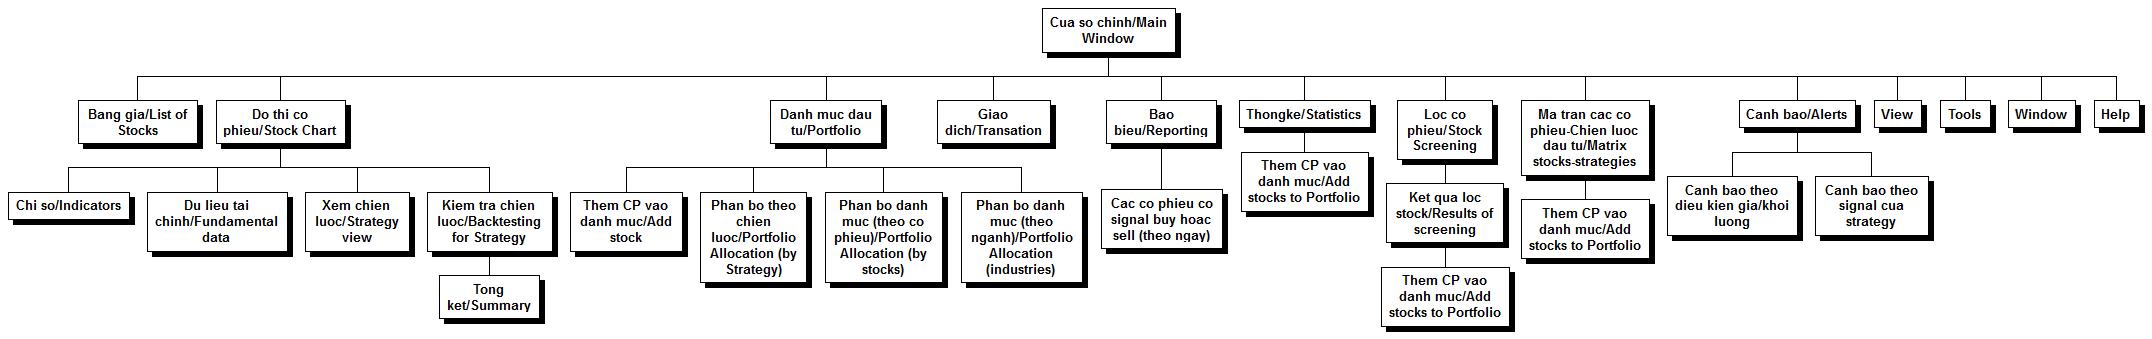 Cua so chinh/Main
Window
Bang gia/List of
Stocks
Do thi co
phieu/Stock Chart
Danh muc dau
tu/Portfolio
Giao
dich/Transation
Bao
bieu/Reporting
Thongke/Statistics
Loc co
phieu/Stock
Screening
Ma tran cac co
phieu-Chien luoc
dau tu/Matrix
stocks-strategies
Canh bao/Alerts
View
Tools
Window
Help
Chi so/Indicators
Du lieu tai
chinh/Fundamental
data
Xem chien
luoc/Strategy
view
Kiem tra chien
luoc/Backtesting
for Strategy
Them CP vao
danh muc/Add
stock
Phan bo theo
chien
luoc/Portfolio
Allocation (by
Strategy)
Phan bo danh
muc (theo co
phieu)/Portfolio
Allocation (by
stocks)
Phan bo danh
muc (theo
nganh)/Portfolio
Allocation
(industries)
Cac co phieu co
signal buy hoac
sell (theo ngay)
Them CP vao
danh muc/Add
stocks to Portfolio
Ket qua loc
stock/Results of
screening
Them CP vao
danh muc/Add
stocks to Portfolio
Canh bao theo
dieu kien gia/khoi
luong
Canh bao theo
signal cua
strategy
Tong
ket/Summary
Them CP vao
danh muc/Add
stocks to Portfolio